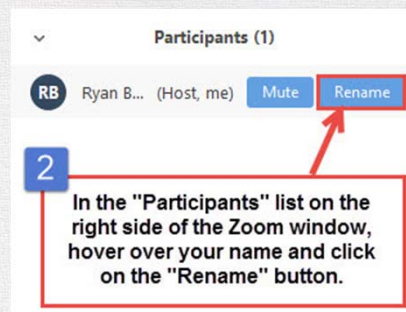 Participants (1)
RB Ryan B... (Host, me) Mute Rename
2
In the "Participants" list on the
right side of the Zoom window,
hover over your name and click
on the "Rename" button.